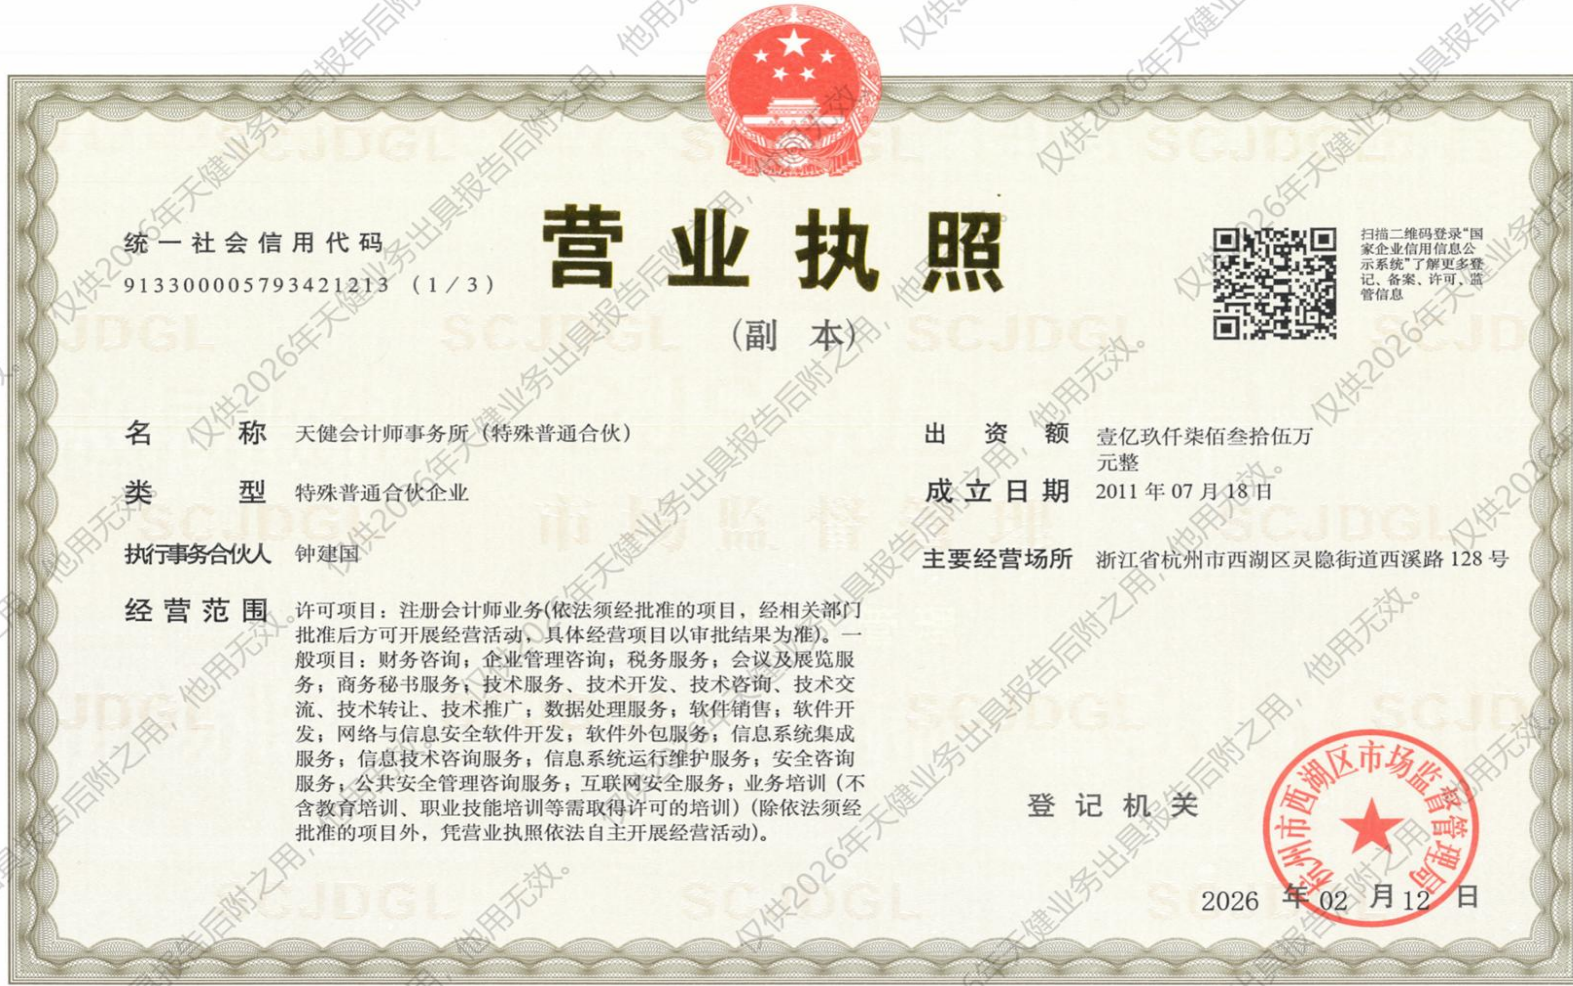 营业执照
(副 本)
统一社会信用代码
913300005793421213 (1/3)
扫描二维码登录“国
家企业信用信息公
示系统”了解更多登
记、备案、许可、监
管信息
名 称 天健会计师事务所（特殊普通合伙）
类 型 特殊普通合伙企业
执行事务合伙人 钟建国
经营范围 许可项目：注册会计师业务(依法须经批准的项目，经相关部门
批准后方可开展经营活动，具体经营项目以审批结果为准)。一
般项目：财务咨询；企业管理咨询；税务服务；会议及展览服
务；商务秘书服务；技术服务、技术开发、技术咨询、技术交
流、技术转让、技术推广；数据处理服务；软件销售；软件开
发；网络与信息安全软件开发；软件外包服务；信息系统集成
服务；信息技术咨询服务；信息系统运行维护服务；安全咨询
服务；公共安全管理咨询服务；互联网安全服务；业务培训（不
含教育培训、职业技能培训等需取得许可的培训）(除依法须经
批准的项目外，凭营业执照依法自主开展经营活动)。
出 资 额 壹亿玖仟柒佰叁拾伍万
元整
成立日期 2011 年 07 月 18 日
主要经营场所 浙江省杭州市西湖区灵隐街道西溪路 128 号
登记机关
杭州市西湖区市场监督管理局
2026 年 02 月 12 日
仅供2026年天健业务出具报告后附之用，他用无效。
SCJDGL
市场监督管理